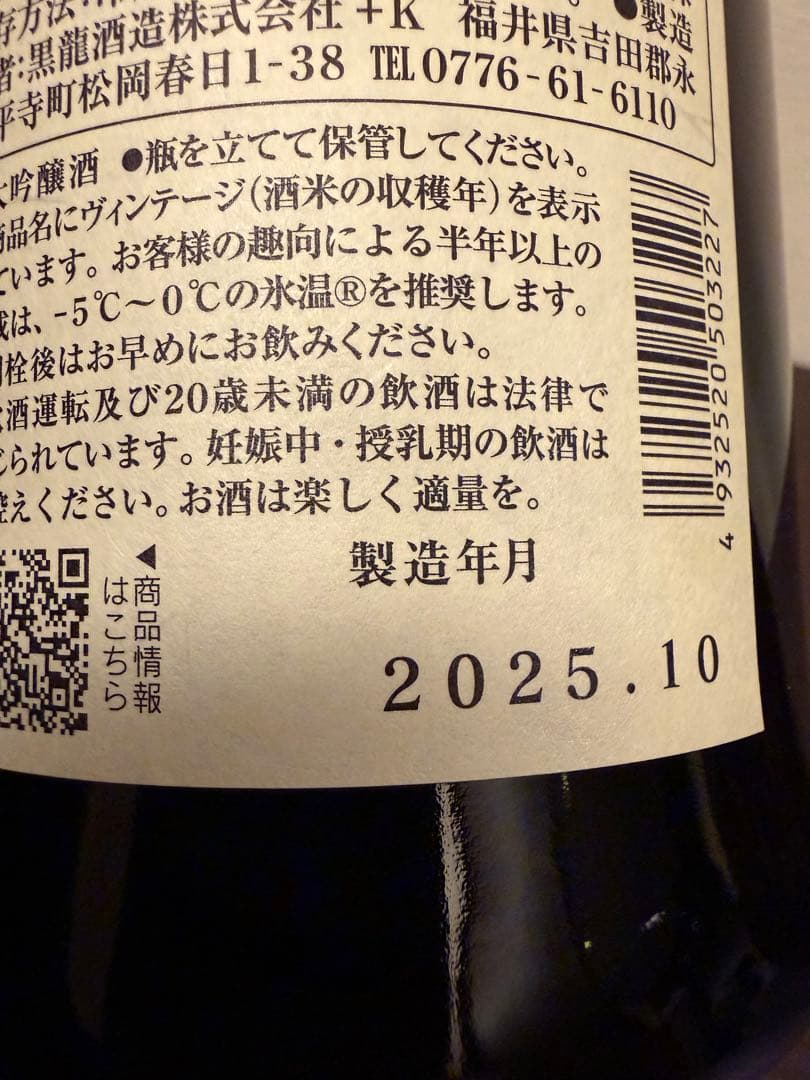 存方法:
●製造
者:黒龍酒造株式会社+K 福井県吉田郡永
平寺町松岡春日1-38 TEL0776-61-6110
大吟醸酒 ●瓶を立てて保管してください。
商品名にヴィンテージ(酒米の収穫年)を表示
ています。お客様の趣向による半年以上の
は、-5℃〜0℃の氷温®を推奨します。
開栓後はお早めにお飲みください。
酒運転及び20歳未満の飲酒は法律で
じられています。妊娠中・授乳期の飲酒は
控えください。お酒は楽しく適量を。
4 932520 503227
◀商品情報
はこちら
製造年月
2025.10